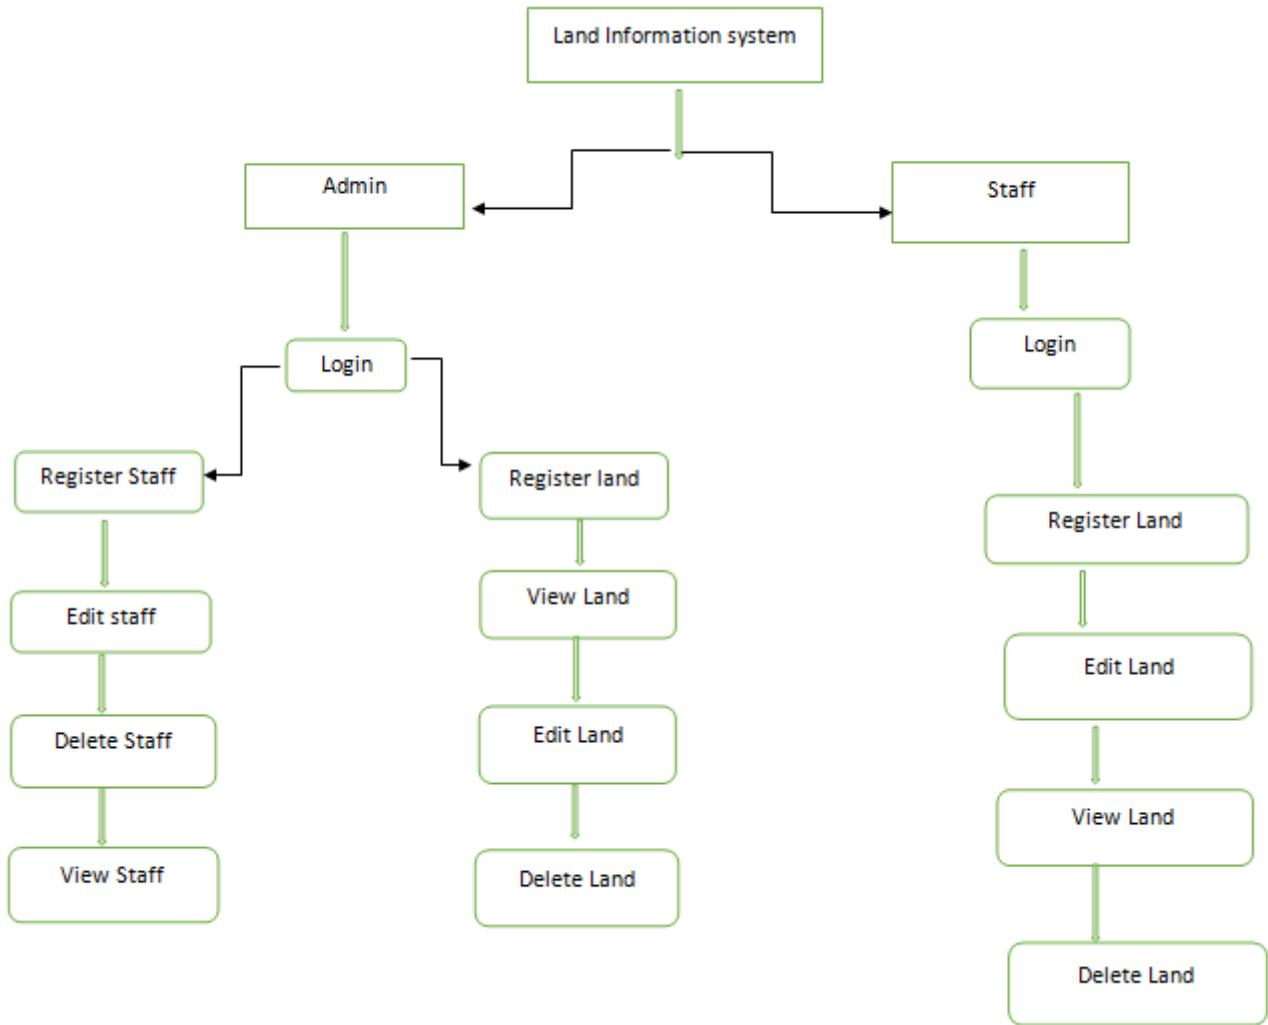 Land Information system
Admin
Staff
Login
Login
Register Staff
Register land
Register Land
Edit staff
View Land
Edit Land
Delete Staff
Edit Land
View Land
View Staff
Delete Land
Delete Land